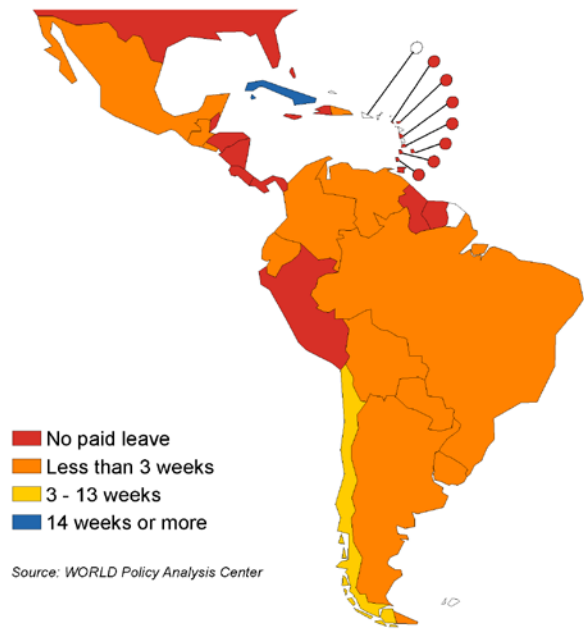 No paid leave
Less than 3 weeks
3 - 13 weeks
14 weeks or more
Source: WORLD Policy Analysis Center